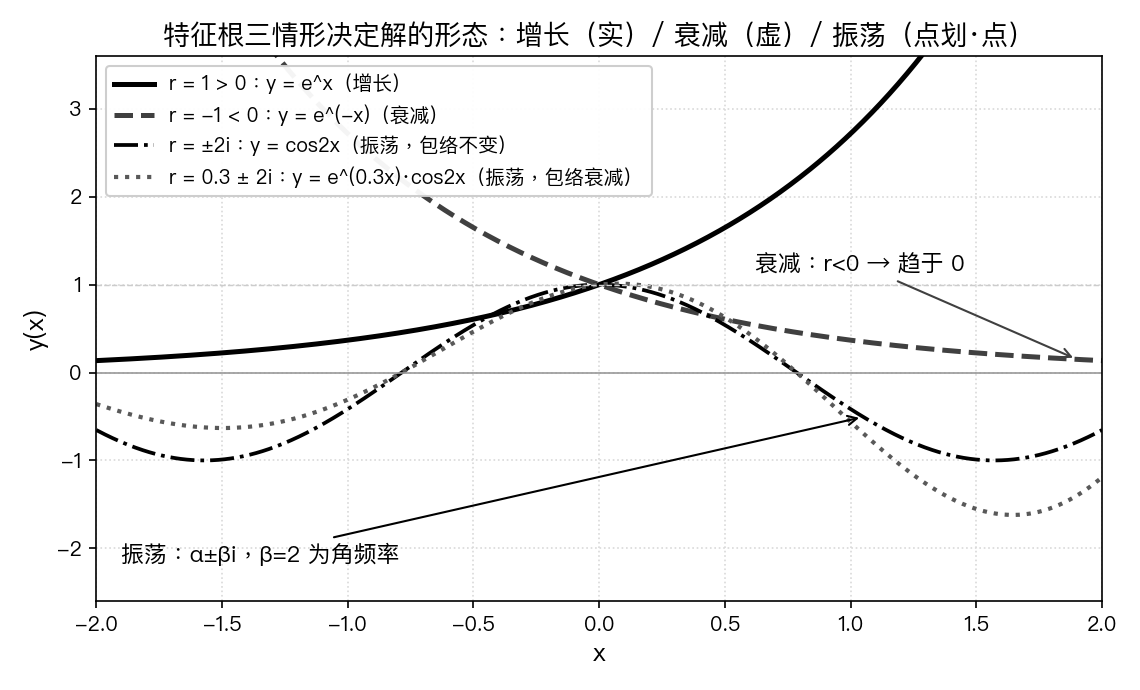 特征根三情形决定解的形态：增长（实）/ 衰减（虚）/ 振荡（点划·点）
r = 1 > 0：y = e^x（增长）
r = −1 < 0：y = e^(−x)（衰减）
r = ±2i：y = cos2x（振荡，包络不变）
r = 0.3 ± 2i：y = e^(0.3x)·cos2x（振荡，包络衰减）
衰减：r<0 → 趋于 0
振荡：α±βi，β=2 为角频率
y(x)
3
2
1
0
−1
−2
−2.0 −1.5 −1.0 −0.5 0.0 0.5 1.0 1.5 2.0
x